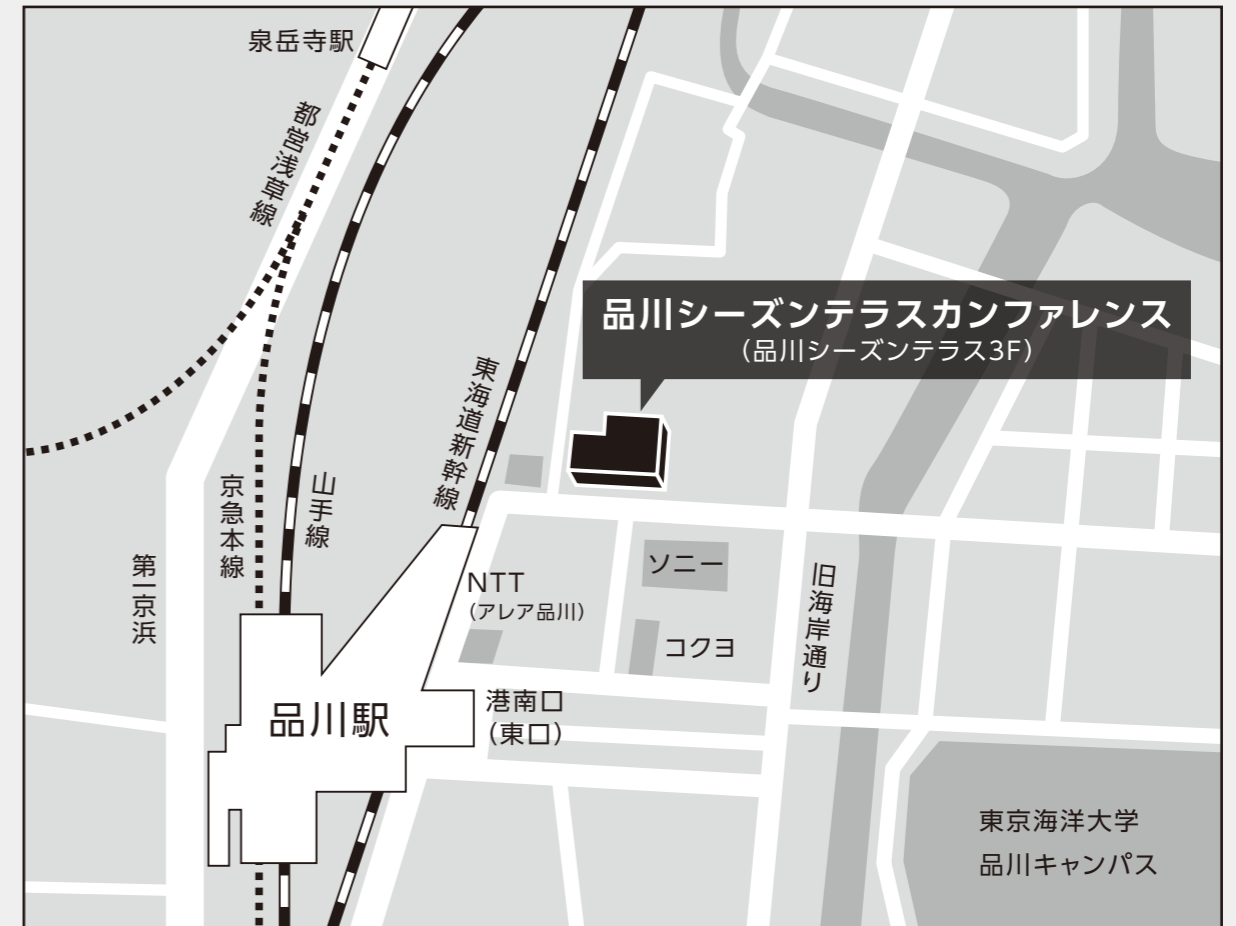 泉岳寺駅
都営浅草線
品川シーズンテラスカンファレンス
（品川シーズンテラス3F）
東海道新幹線
山手線
京急本線
第一京浜
NTT
（アレア品川）
ソニー
コクヨ
旧海岸通り
品川駅
港南口
（東口）
東京海洋大学
品川キャンパス